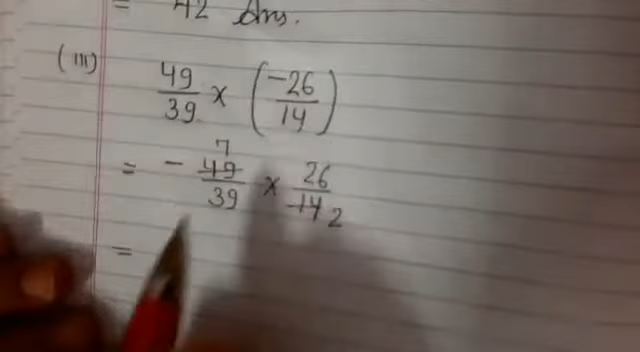 = 42 Ans.
(iii) 49/39 × (-26/14)
= - 7 49/39 × 26/14 2
=